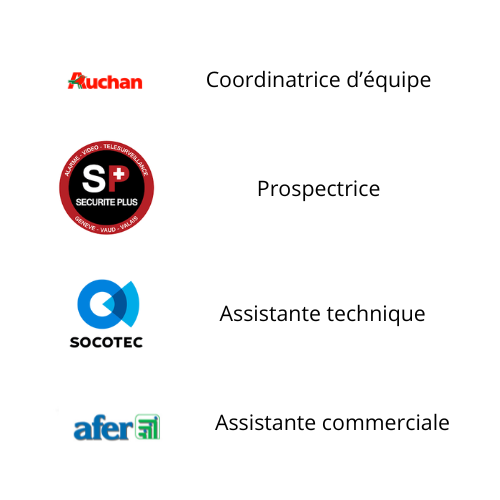 Auchan
Coordinatrice d’équipe
ALARME - VIDEO - TELESURVEILLANCE
SP
SECURITE PLUS
GENEVE - VAUD - VALAIS
Prospectrice
SOCOTEC
Assistante technique
afer
Assistante commerciale